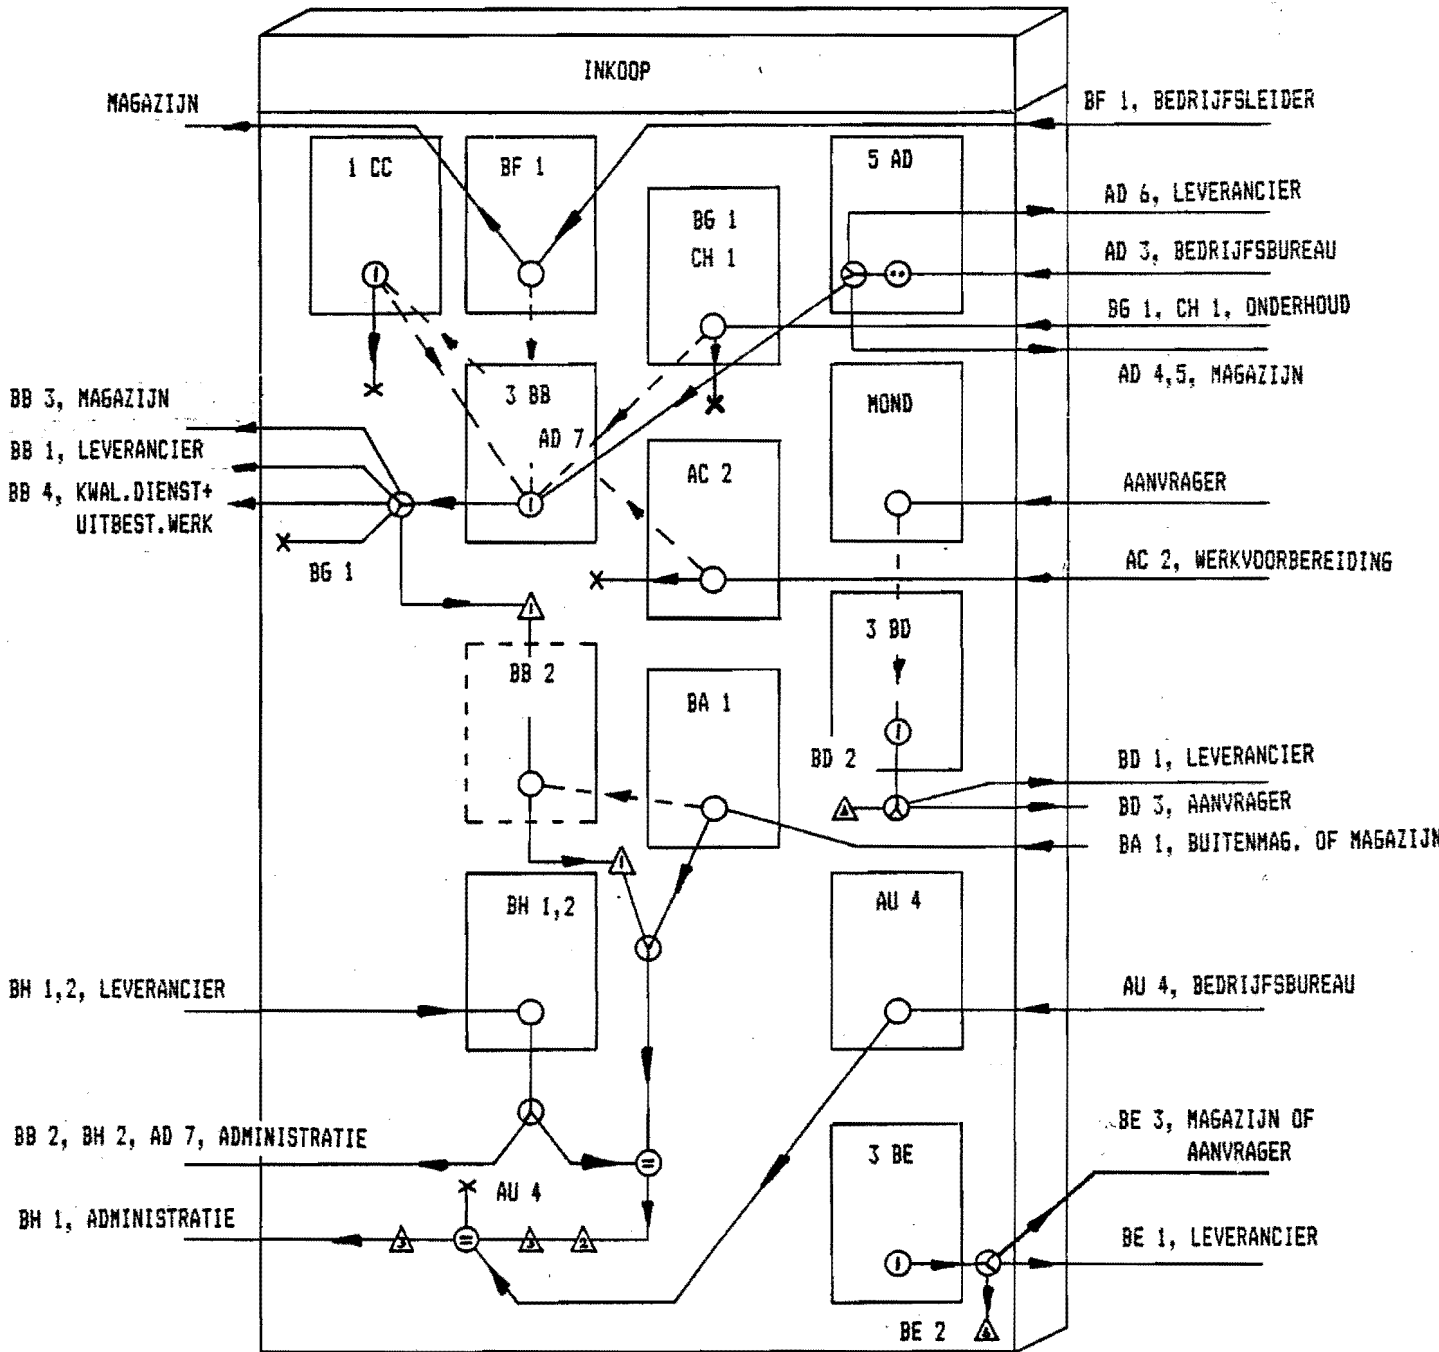 INKOOP
MAGAZIJN
BF 1, BEDRIJFSLEIDER
1 CC
BF 1
5 AD
AD 6, LEVERANCIER
BG 1
CH 1
AD 3, BEDRIJFSBUREAU
BG 1, CH 1, ONDERHOUD
AD 4,5, MAGAZIJN
BB 3, MAGAZIJN
3 BB
MOND
AD 7
BB 1, LEVERANCIER
AC 2
AANVRAGER
BB 4, KWAL.DIENST+
UITBEST.WERK
BG 1
AC 2, WERKVOORBEREIDING
1
3 BD
BB 2
BA 1
BD 2
BD 1, LEVERANCIER
BD 3, AANVRAGER
BA 1, BUITENMAG. OF MAGAZIJN
1
BH 1,2
AU 4
BH 1,2, LEVERANCIER
AU 4, BEDRIJFSBUREAU
BE 3, MAGAZIJN OF
AANVRAGER
BB 2, BH 2, AD 7, ADMINISTRATIE
3 BE
AU 4
BH 1, ADMINISTRATIE
3
3
2
BE 1, LEVERANCIER
BE 2